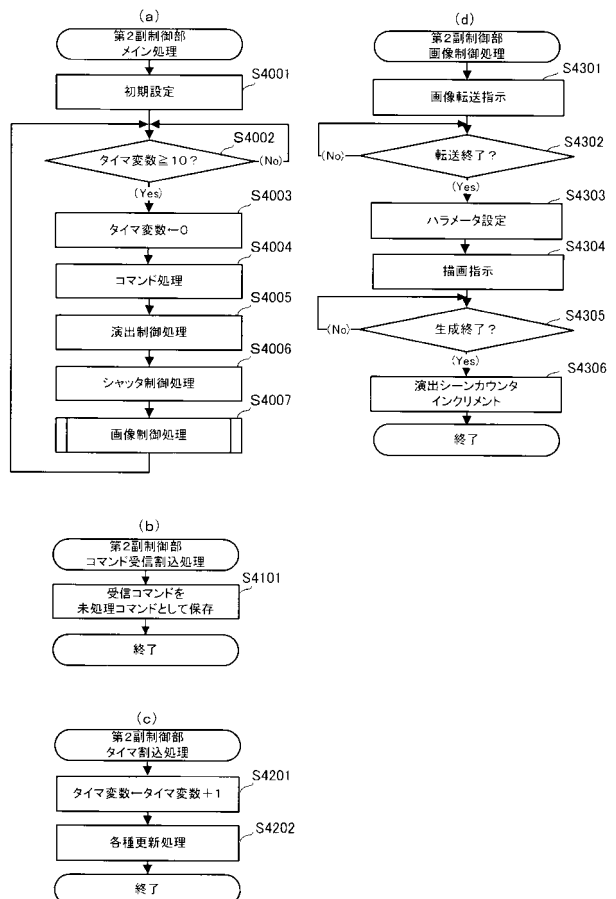 (a)
第2副制御部
メイン処理
S4001
初期設定
S4002
タイマ変数≧10?
(No)
(Yes)
S4003
タイマ変数←0
S4004
コマンド処理
S4005
演出制御処理
S4006
シャッタ制御処理
S4007
画像制御処理
(b)
第2副制御部
コマンド受信割込処理
S4101
受信コマンドを
未処理コマンドとして保存
終了
(c)
第2副制御部
タイマ割込処理
S4201
タイマ変数←タイマ変数+1
S4202
各種更新処理
終了
(d)
第2副制御部
画像制御処理
S4301
画像転送指示
S4302
転送終了?
(No)
(Yes)
S4303
ハラメータ設定
S4304
描画指示
S4305
生成終了?
(No)
(Yes)
S4306
演出シーンカウンタ
インクリメント
終了